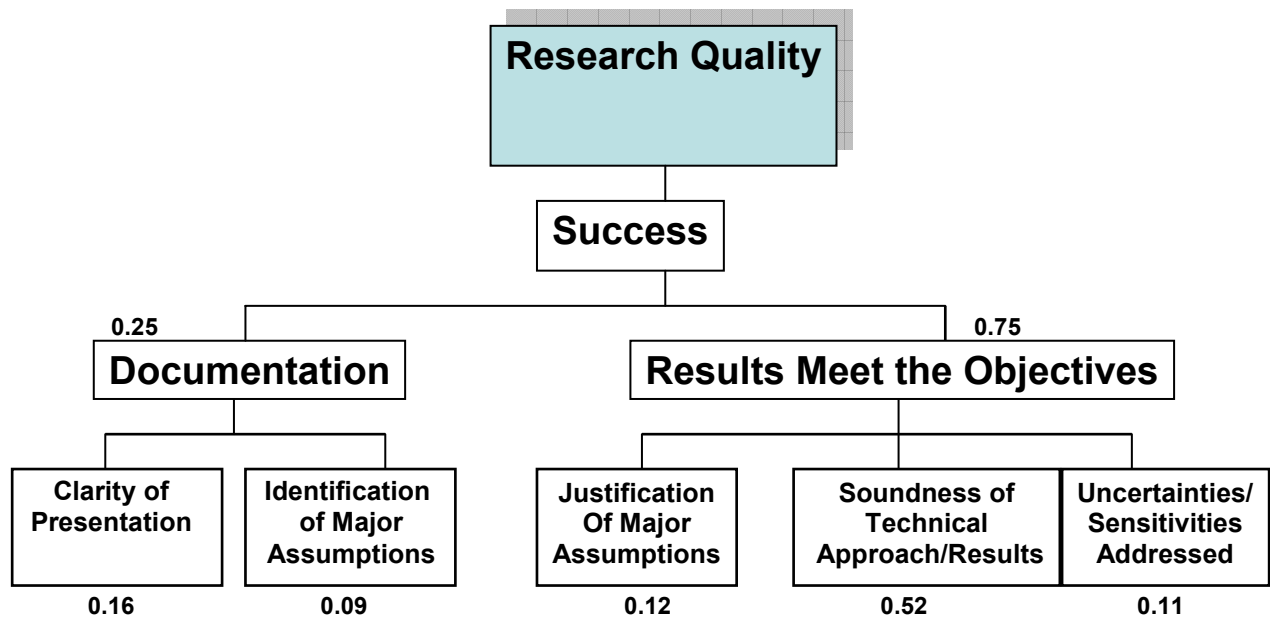 Research Quality
Success
0.25
0.75
Documentation
Results Meet the Objectives
Clarity of
Presentation
Identification
of Major
Assumptions
Justification
Of Major
Assumptions
Soundness of
Technical
Approach/Results
Uncertainties/
Sensitivities
Addressed
0.16
0.09
0.12
0.52
0.11